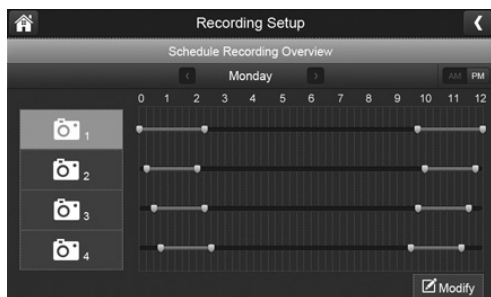 Recording Setup
Schedule Recording Overview
Monday
AM PM
0 1 2 3 4 5 6 7 8 9 10 11 12
1
2
3
4
Modify